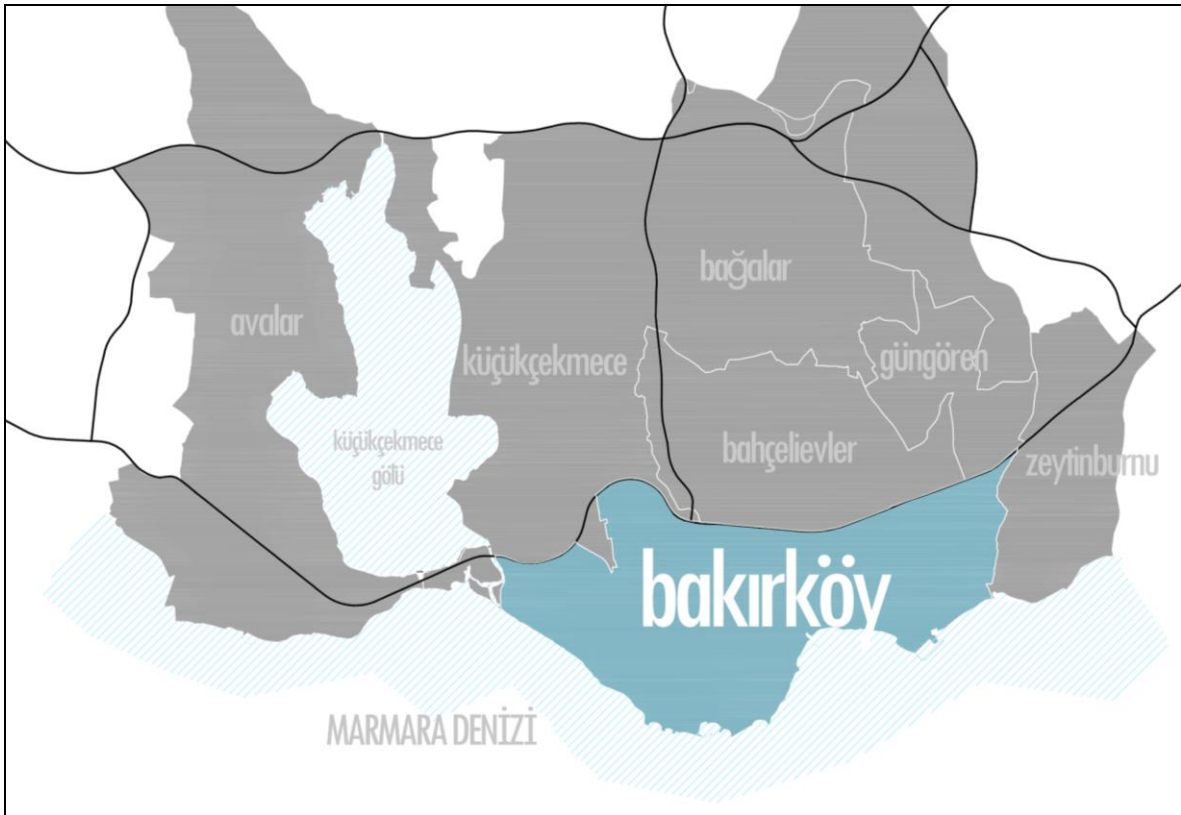 bağalar
avalar
küçükçekmece
güngören
küçükçekmece
gölü
bahçelievler
zeytinburnu
bakırköy
MARMARA DENİZİ